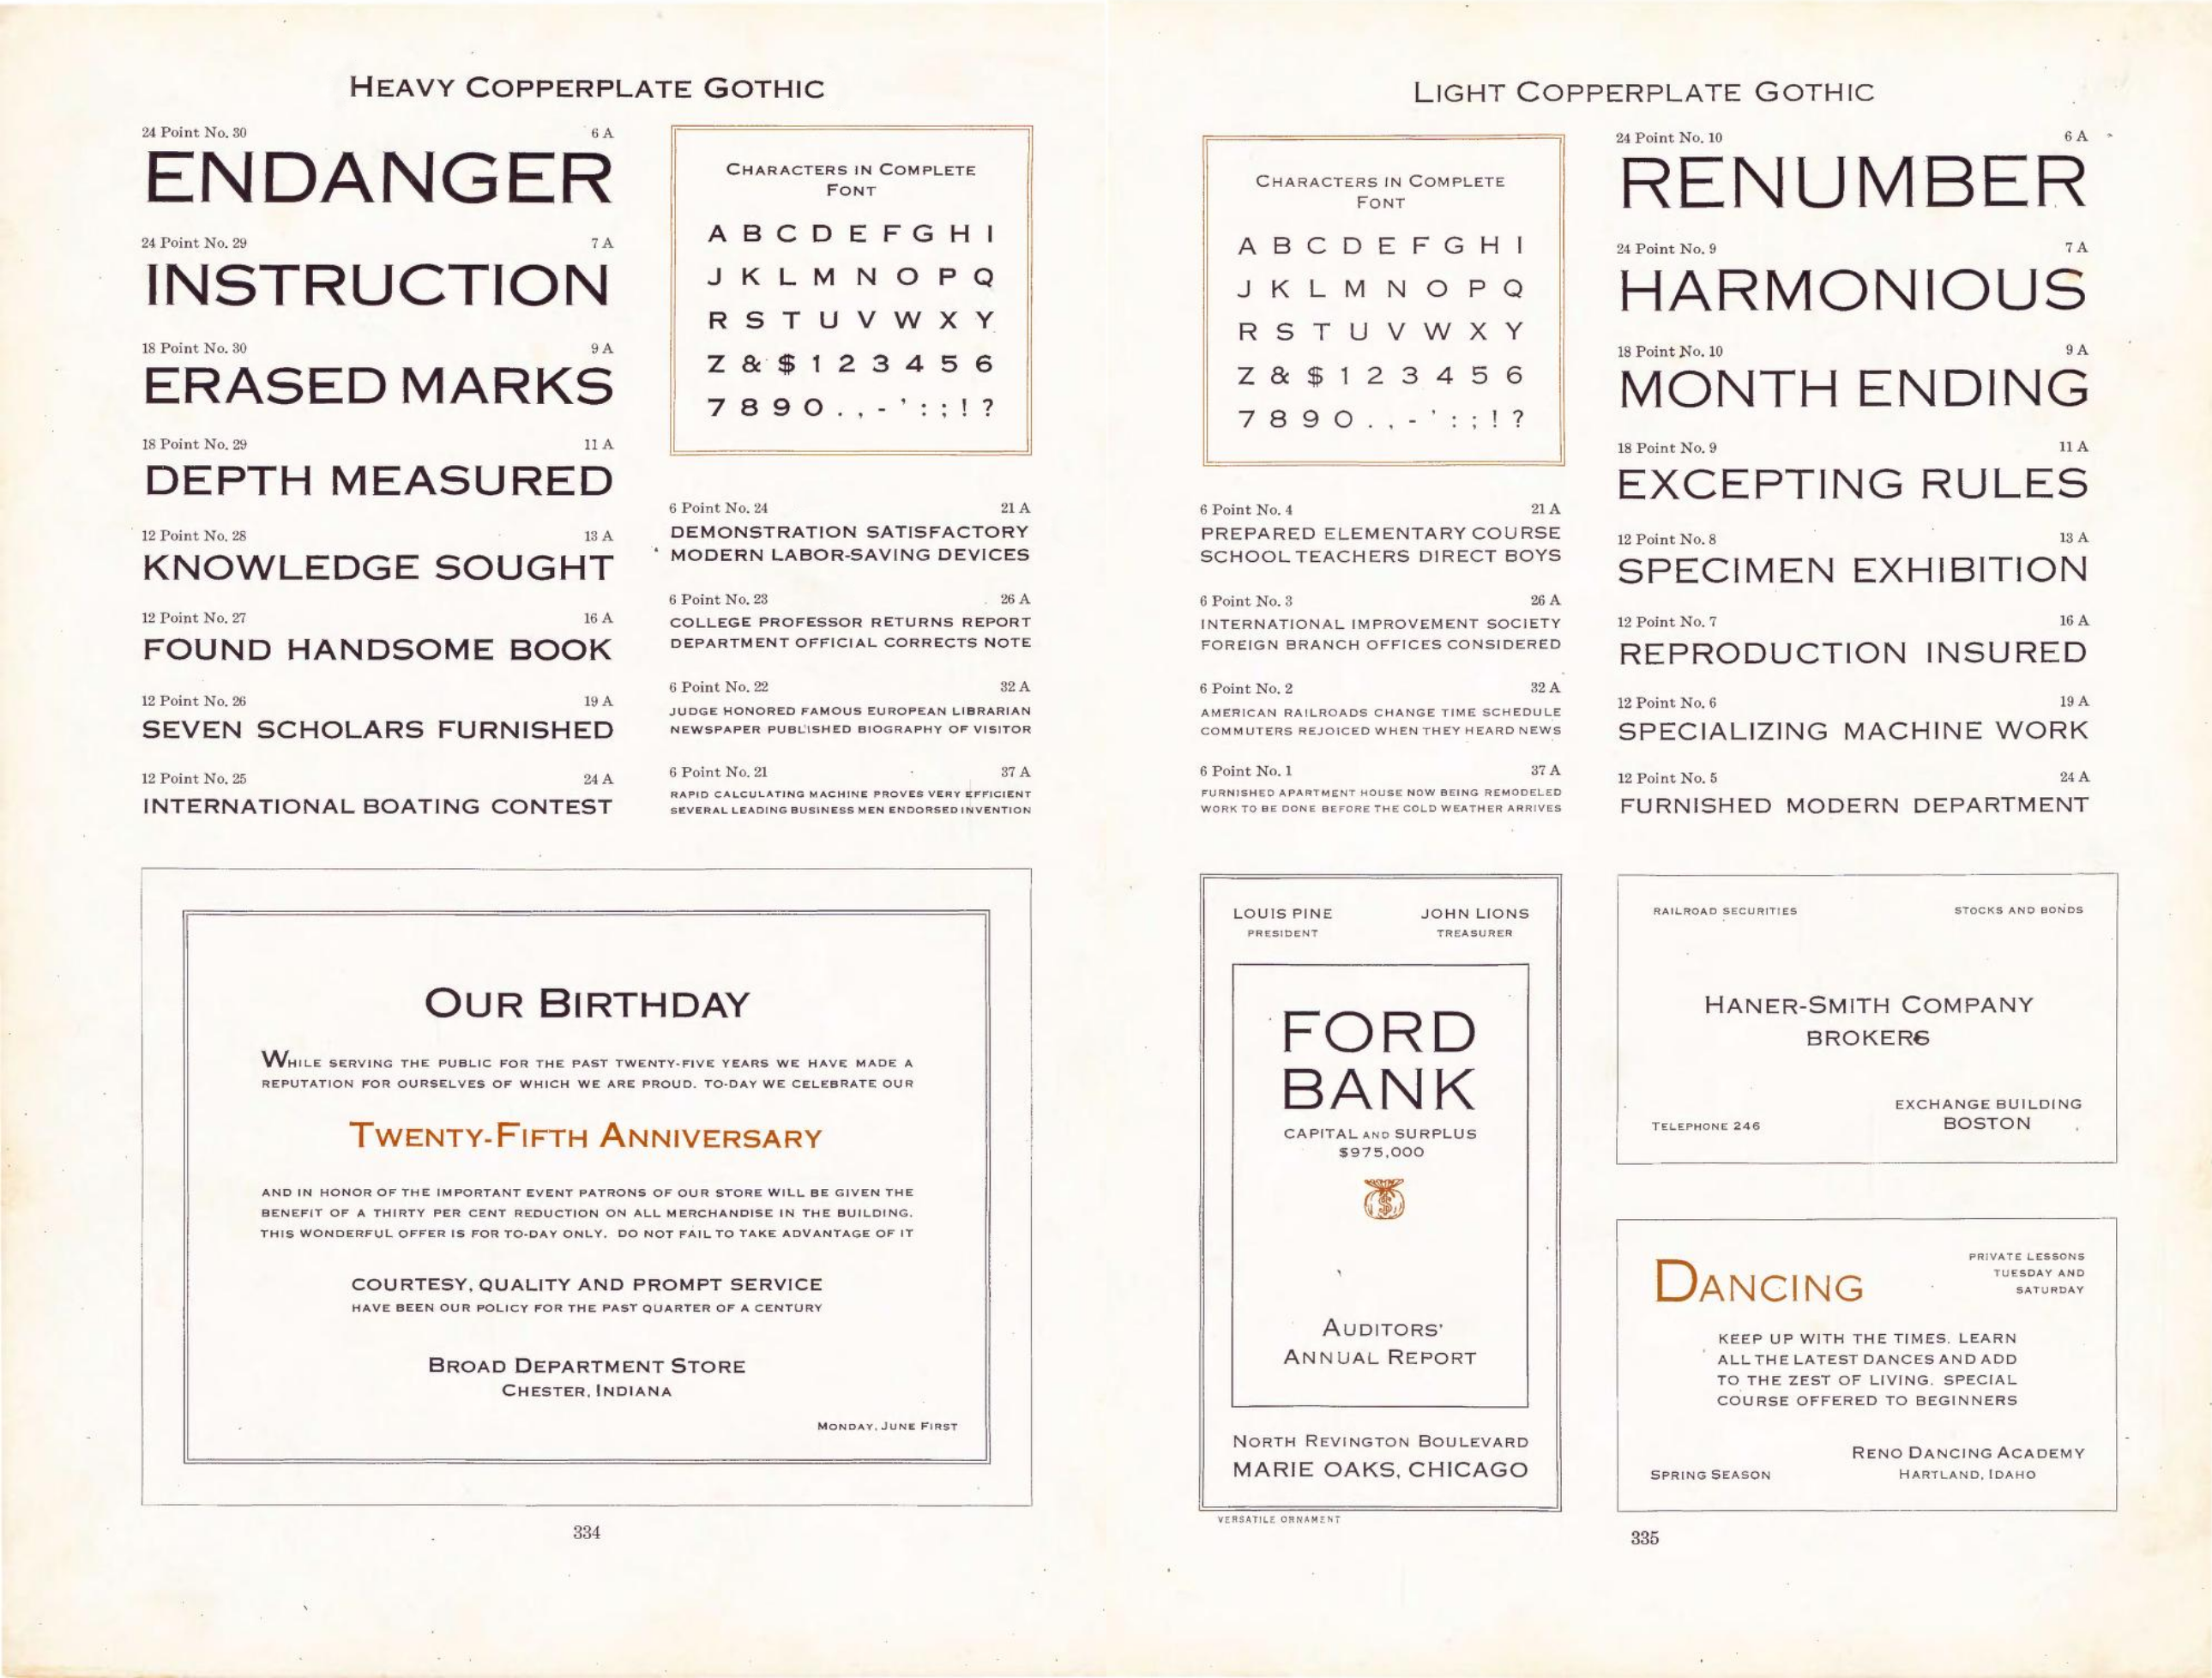 HEAVY COPPERPLATE GOTHIC
24 Point No. 30 6 A
ENDANGER
24 Point No. 29 7 A
INSTRUCTION
18 Point No. 30 9 A
ERASED MARKS
18 Point No. 29 11 A
DEPTH MEASURED
12 Point No. 28 13 A
KNOWLEDGE SOUGHT
12 Point No. 27 16 A
FOUND HANDSOME BOOK
12 Point No. 26 19 A
SEVEN SCHOLARS FURNISHED
12 Point No. 25 24 A
INTERNATIONAL BOATING CONTEST
CHARACTERS IN COMPLETE
FONT
A B C D E F G H I
J K L M N O P Q
R S T U V W X Y
Z & $ 1 2 3 4 5 6
7 8 9 0 . , - ' : ; ! ?
6 Point No. 24 21 A
DEMONSTRATION SATISFACTORY
MODERN LABOR-SAVING DEVICES
6 Point No. 23 26 A
COLLEGE PROFESSOR RETURNS REPORT
DEPARTMENT OFFICIAL CORRECTS NOTE
6 Point No. 22 32 A
JUDGE HONORED FAMOUS EUROPEAN LIBRARIAN
NEWSPAPER PUBLISHED BIOGRAPHY OF VISITOR
6 Point No. 21 37 A
RAPID CALCULATING MACHINE PROVES VERY EFFICIENT
SEVERAL LEADING BUSINESS MEN ENDORSED INVENTION
OUR BIRTHDAY
WHILE SERVING THE PUBLIC FOR THE PAST TWENTY-FIVE YEARS WE HAVE MADE A
REPUTATION FOR OURSELVES OF WHICH WE ARE PROUD. TO-DAY WE CELEBRATE OUR
TWENTY-FIFTH ANNIVERSARY
AND IN HONOR OF THE IMPORTANT EVENT PATRONS OF OUR STORE WILL BE GIVEN THE
BENEFIT OF A THIRTY PER CENT REDUCTION ON ALL MERCHANDISE IN THE BUILDING.
THIS WONDERFUL OFFER IS FOR TO-DAY ONLY. DO NOT FAIL TO TAKE ADVANTAGE OF IT
COURTESY, QUALITY AND PROMPT SERVICE
HAVE BEEN OUR POLICY FOR THE PAST QUARTER OF A CENTURY
BROAD DEPARTMENT STORE
CHESTER, INDIANA
MONDAY, JUNE FIRST
334
LIGHT COPPERPLATE GOTHIC
CHARACTERS IN COMPLETE
FONT
A B C D E F G H I
J K L M N O P Q
R S T U V W X Y
Z & $ 1 2 3 4 5 6
7 8 9 0 . , - ' : ; ! ?
6 Point No. 4 21 A
PREPARED ELEMENTARY COURSE
SCHOOL TEACHERS DIRECT BOYS
6 Point No. 3 26 A
INTERNATIONAL IMPROVEMENT SOCIETY
FOREIGN BRANCH OFFICES CONSIDERED
6 Point No. 2 32 A
AMERICAN RAILROADS CHANGE TIME SCHEDULE
COMMUTERS REJOICED WHEN THEY HEARD NEWS
6 Point No. 1 37 A
FURNISHED APARTMENT HOUSE NOW BEING REMODELED
WORK TO BE DONE BEFORE THE COLD WEATHER ARRIVES
24 Point No. 10 6 A
RENUMBER
24 Point No. 9 7 A
HARMONIOUS
18 Point No. 10 9 A
MONTH ENDING
18 Point No. 9 11 A
EXCEPTING RULES
12 Point No. 8 13 A
SPECIMEN EXHIBITION
12 Point No. 7 16 A
REPRODUCTION INSURED
12 Point No. 6 19 A
SPECIALIZING MACHINE WORK
12 Point No. 5 24 A
FURNISHED MODERN DEPARTMENT
LOUIS PINE JOHN LIONS
PRESIDENT TREASURER
FORD
BANK
CAPITAL AND SURPLUS
$975,000
$
AUDITORS'
ANNUAL REPORT
NORTH REVINGTON BOULEVARD
MARIE OAKS, CHICAGO
VERSATILE ORNAMENT
RAILROAD SECURITIES STOCKS AND BONDS
HANER-SMITH COMPANY
BROKERS
EXCHANGE BUILDING
TELEPHONE 246 BOSTON
DANCING
PRIVATE LESSONS
TUESDAY AND
SATURDAY
KEEP UP WITH THE TIMES. LEARN
ALL THE LATEST DANCES AND ADD
TO THE ZEST OF LIVING. SPECIAL
COURSE OFFERED TO BEGINNERS
RENO DANCING ACADEMY
SPRING SEASON HARTLAND, IDAHO
335